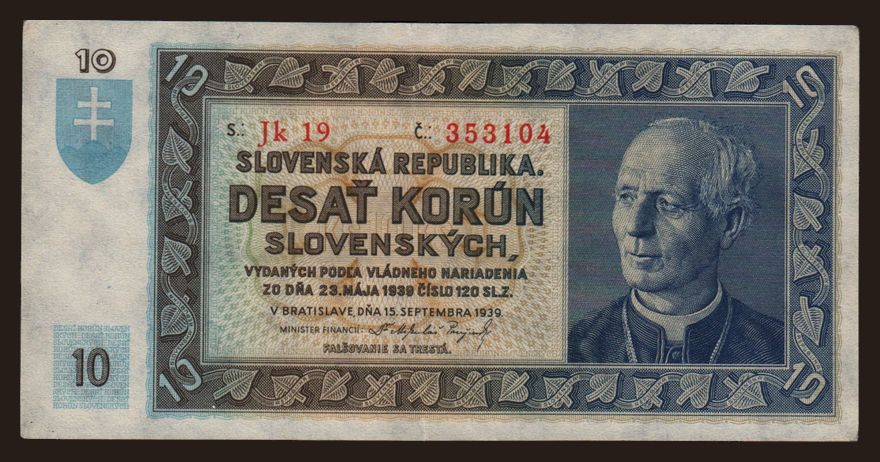 10
10
10
S.: Jk 19 č.: 353104
SLOVENSKÁ REPUBLIKA.
DESAŤ KORÚN
SLOVENSKÝCH,
VYDANÝCH PODĽA VLÁDNEHO NARIADENIA
ZO DŇA 23. MÁJA 1939 ČÍSLO 120 SL.Z.
V BRATISLAVE, DŇA 15. SEPTEMBRA 1939.
MINISTER FINANCIÍ:
FALŠOVANIE SA TRESTÁ.
10
10
10